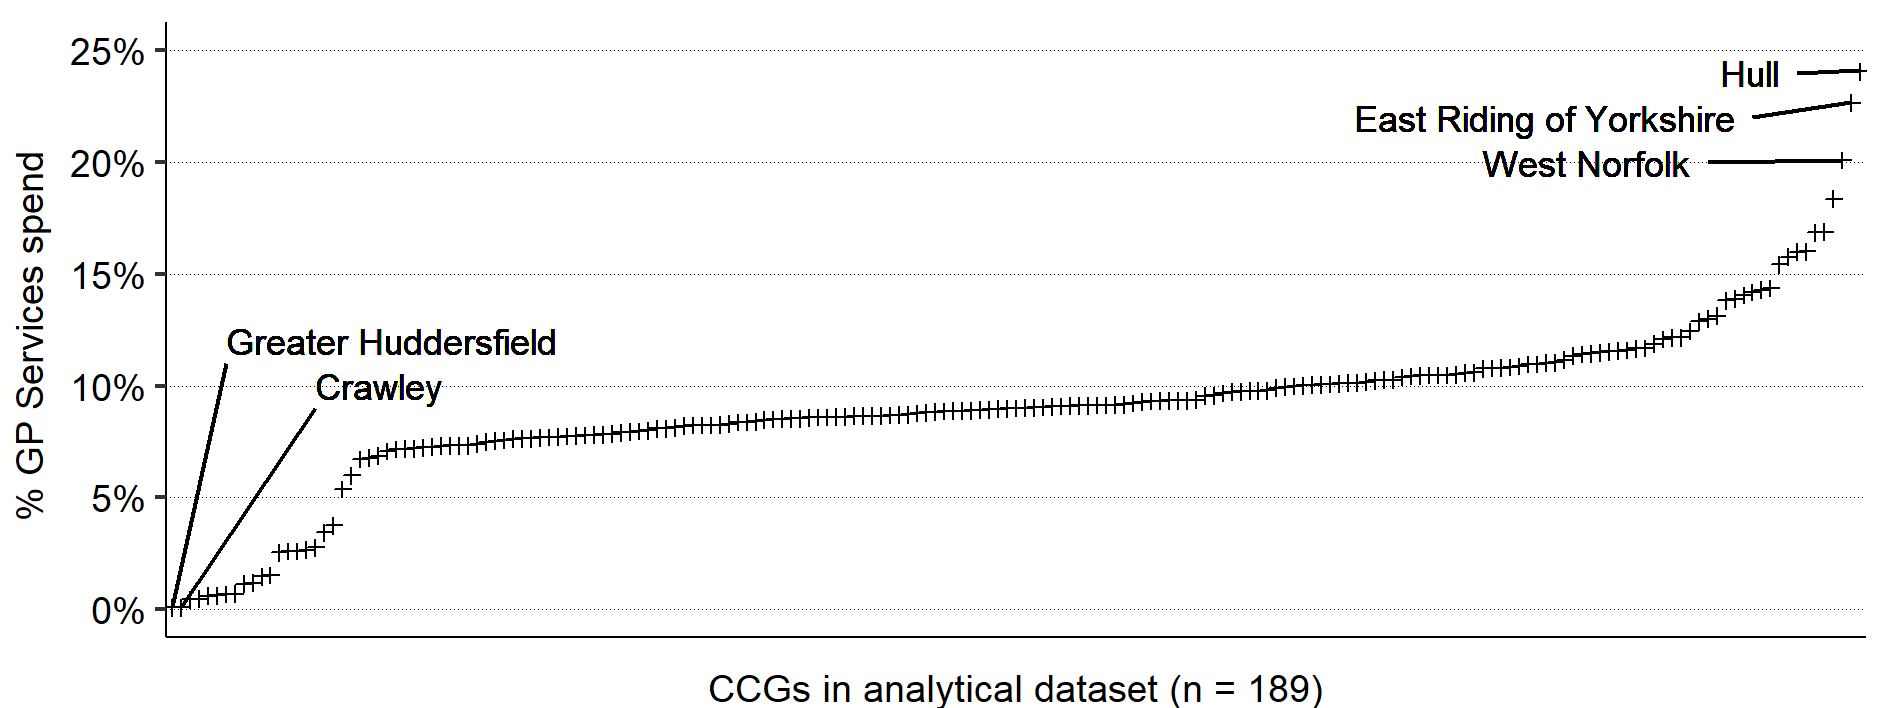 25%
Hull
East Riding of Yorkshire
20%
West Norfolk
15%
Greater Huddersfield
10%
Crawley
5%
0%
% GP Services spend
CCGs in analytical dataset (n = 189)